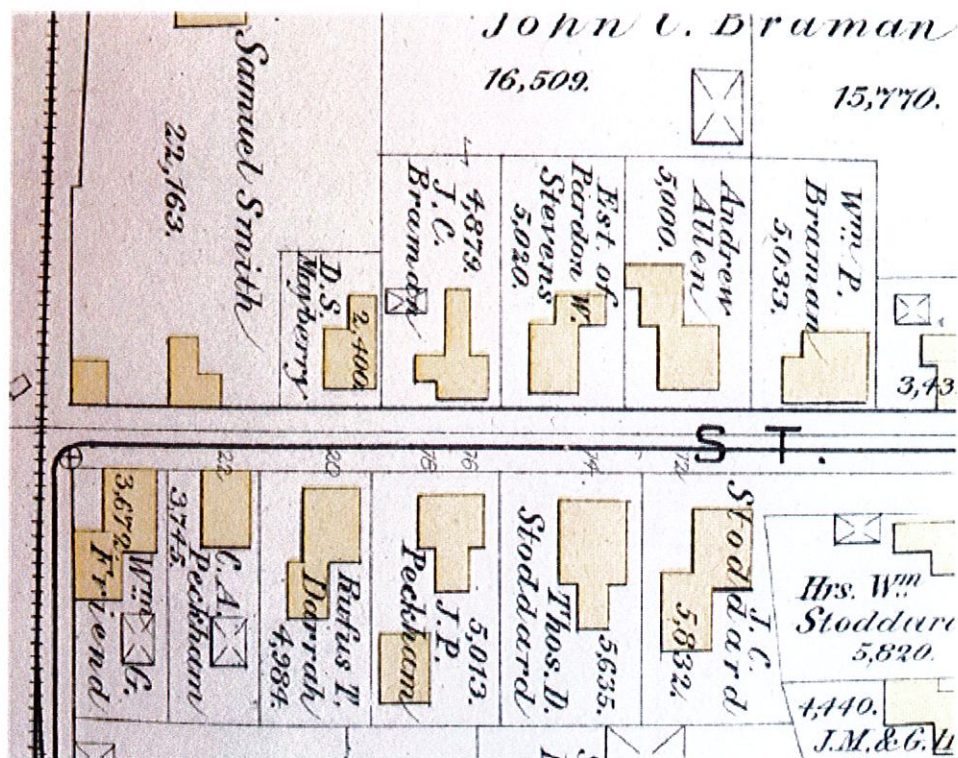 John C. Braman
16,509.
15,770.
Samuel Smith
22,163.
D. S.
Mayberry
2,400.
4,879.
J. C.
Braman
Est. of
Pardon W.
Stevens
5,020.
Andrew
Allen
5,000.
Wm. P.
Braman
5,033.
3,43
ST.
22
20
18
16
14.
12
3,672.
Wm. G.
Friend
3,745.
C. A.
Peckham
Rufus T.
Darrah
4,984.
5,013.
J. P.
Peckham
Thos. D.
Stoddard
5,635.
J. C.
Stoddard
5,832.
Hrs. Wm.
Stoddard
5,820.
4,440.
J. M. & G.